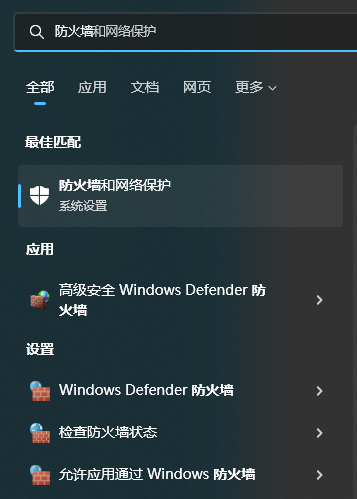 防火墙和网络保护
全部 应用 文档 网页 更多
最佳匹配
防火墙和网络保护
系统设置
应用
高级安全 Windows Defender 防
火墙
设置
Windows Defender 防火墙
检查防火墙状态
允许应用通过 Windows 防火墙